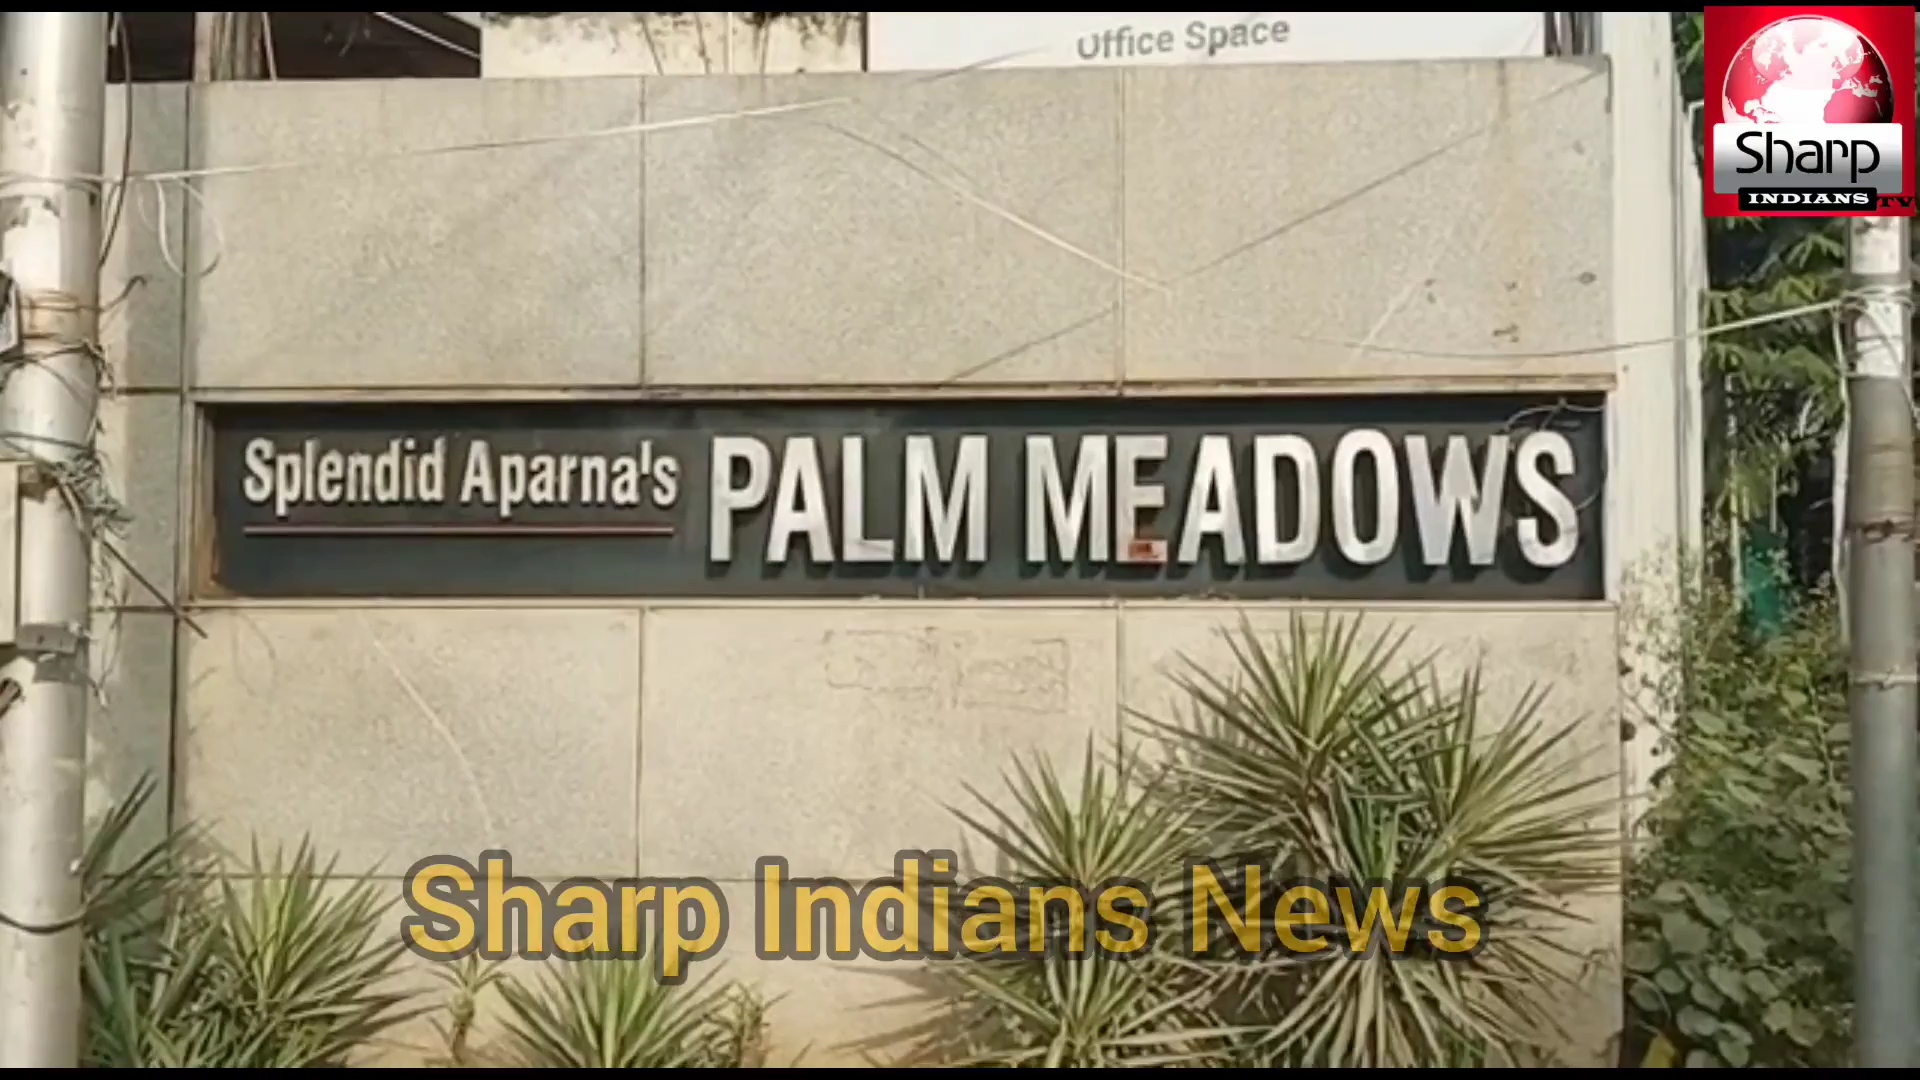 Office Space
Sharp
INDIANS TV
Splendid Aparna's PALM MEADOWS
Sharp Indians News